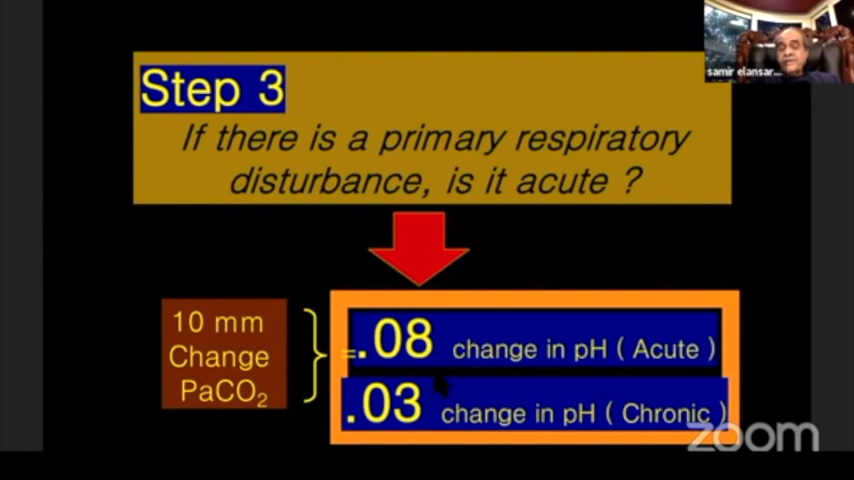 samir elansar...
Step 3
If there is a primary respiratory
disturbance, is it acute ?
10 mm
Change
PaCO₂
=.08 change in pH ( Acute )
.03 change in pH ( Chronic )
zoom